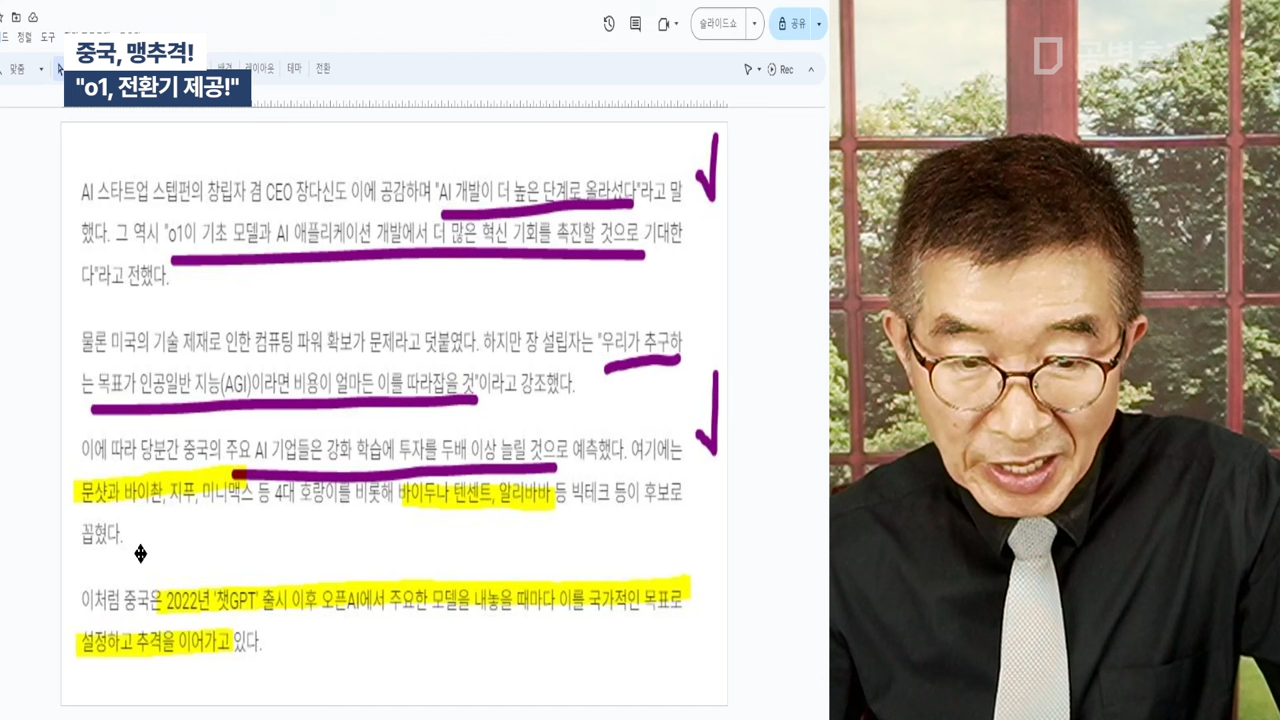 슬라이드쇼
공유
정렬
도구
중국, 맹추격!
"o1, 전환기 제공!"
맞춤
레이아웃
테마
전환
Rec
AI 스타트업 스텝펀의 창립자 겸 CEO 장다신도 이에 공감하며 "AI 개발이 더 높은 단계로 올라섰다"라고 말
했다. 그 역시 "o1이 기초 모델과 AI 애플리케이션 개발에서 더 많은 혁신 기회를 촉진할 것으로 기대한
다"라고 전했다.
물론 미국의 기술 제재로 인한 컴퓨팅 파워 확보가 문제라고 덧붙였다. 하지만 장 설립자는 "우리가 추구하
는 목표가 인공일반 지능(AGI)이라면 비용이 얼마든 이를 따라잡을 것"이라고 강조했다.
이에 따라 당분간 중국의 주요 AI 기업들은 강화 학습에 투자를 두배 이상 늘릴 것으로 예측했다. 여기에는
문샷과 바이촨, 지푸, 미니맥스 등 4대 호랑이를 비롯해 바이두나 텐센트, 알리바바 등 빅테크 등이 후보로
꼽혔다.
이처럼 중국은 2022년 '챗GPT' 출시 이후 오픈AI에서 주요한 모델을 내놓을 때마다 이를 국가적인 목표로
설정하고 추격을 이어가고 있다.